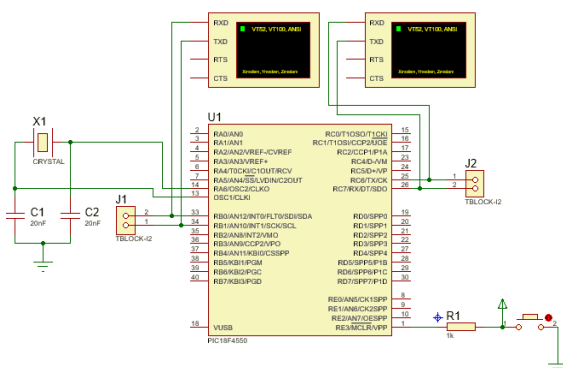 RXD
TXD
RTS
CTS
VT52, VT100, ANSI
Xmodem, Ymodem, Zmodem
RXD
TXD
RTS
CTS
VT52, VT100, ANSI
Xmodem, Ymodem, Zmodem
X1
CRYSTAL
C1
20nF
C2
20nF
J1
2
1
TBLOCK-I2
U1
2 RA0/AN0 RC0/T1OSO/T1CKI 15
3 RA1/AN1 RC1/T1OSI/CCP2/UOE 16
4 RA2/AN2/VREF-/CVREF RC2/CCP1/P1A 17
5 RA3/AN3/VREF+ RC4/D-/VM 23
6 RA4/T0CKI/C1OUT/RCV RC5/D+/VP 24
7 RA5/AN4/SS/LVDIN/C2OUT RC6/TX/CK 25
14 RA6/OSC2/CLKO RC7/RX/DT/SDO 26
13 OSC1/CLKI
33 RB0/AN12/INT0/FLT0/SDI/SDA RD0/SPP0 19
34 RB1/AN10/INT1/SCK/SCL RD1/SPP1 20
35 RB2/AN8/INT2/VMO RD2/SPP2 21
36 RB3/AN9/CCP2/VPO RD3/SPP3 22
37 RB4/AN11/KBI0/CSSPP RD4/SPP4 27
38 RB5/KBI1/PGM RD5/SPP5/P1B 28
39 RB6/KBI2/PGC RD6/SPP6/P1C 29
40 RB7/KBI3/PGD RD7/SPP7/P1D 30
RE0/AN5/CK1SPP 8
RE1/AN6/CK2SPP 9
RE2/AN7/OESPP 10
18 VUSB RE3/MCLR/VPP 1
PIC18F4550
J2
1
2
TBLOCK-I2
R1
1k
1
2